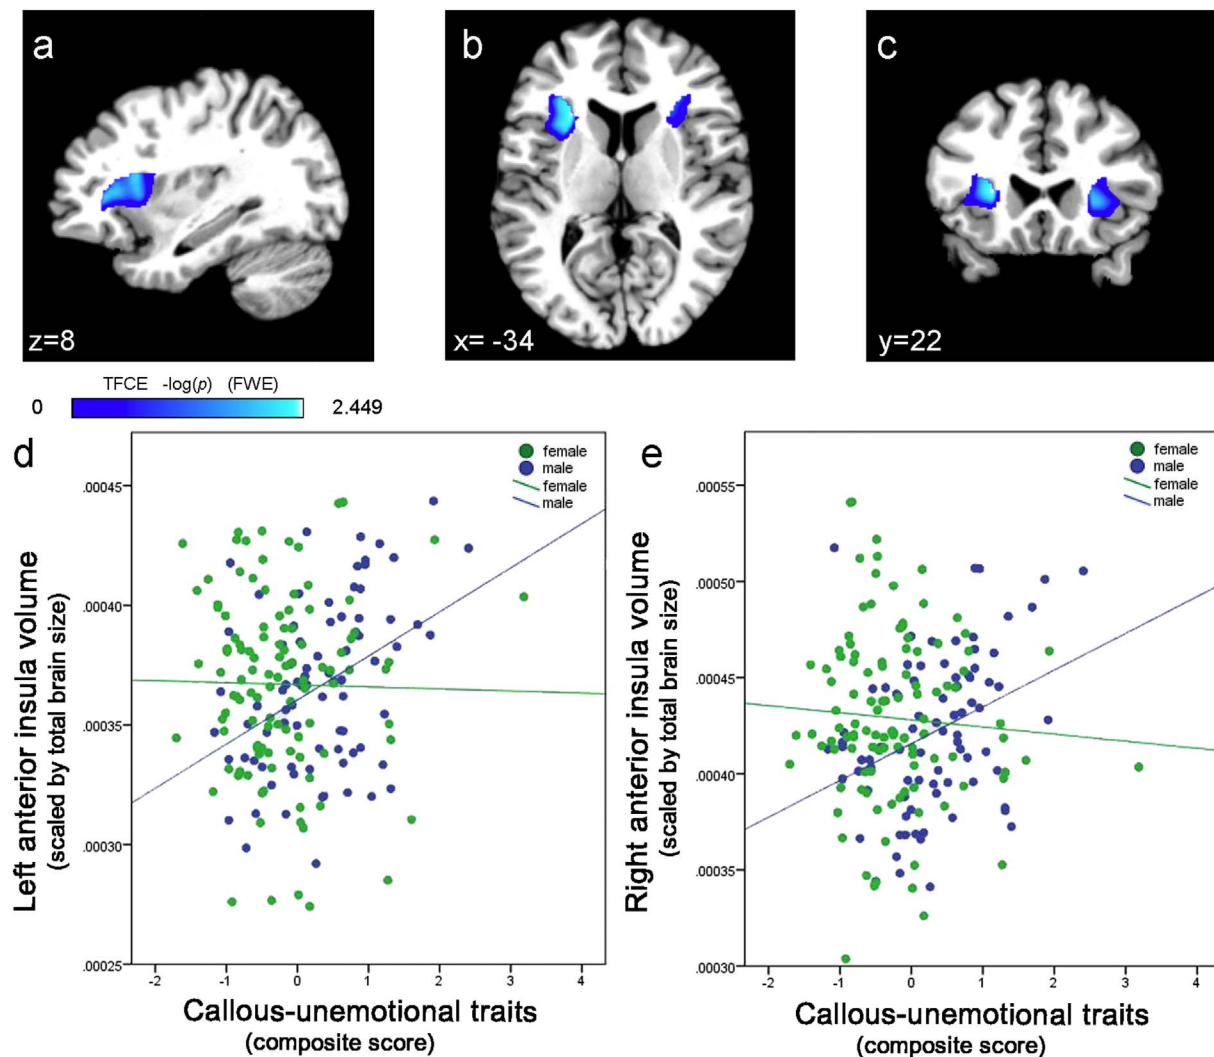 a
b
c
z=8
x= -34
y=22
TFCE -log(p) (FWE)
0
2.449
d
female
male
female
male
.00045
.00040
.00035
.00030
.00025
Left anterior insula volume
(scaled by total brain size)
-2 -1 0 1 2 3 4
Callous-unemotional traits
(composite score)
e
female
male
female
male
.00055
.00050
.00045
.00040
.00035
.00030
Right anterior insula volume
(scaled by total brain size)
-2 -1 0 1 2 3 4
Callous-unemotional traits
(composite score)